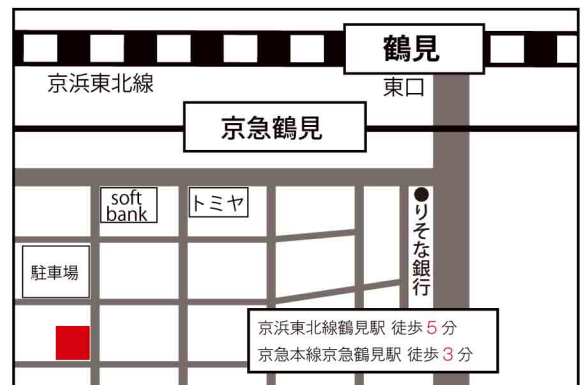 鶴見
京浜東北線
東口
京急鶴見
soft
bank
トミヤ
●りそな銀行
駐車場
京浜東北線鶴見駅 徒歩5分
京急本線京急鶴見駅 徒歩3分